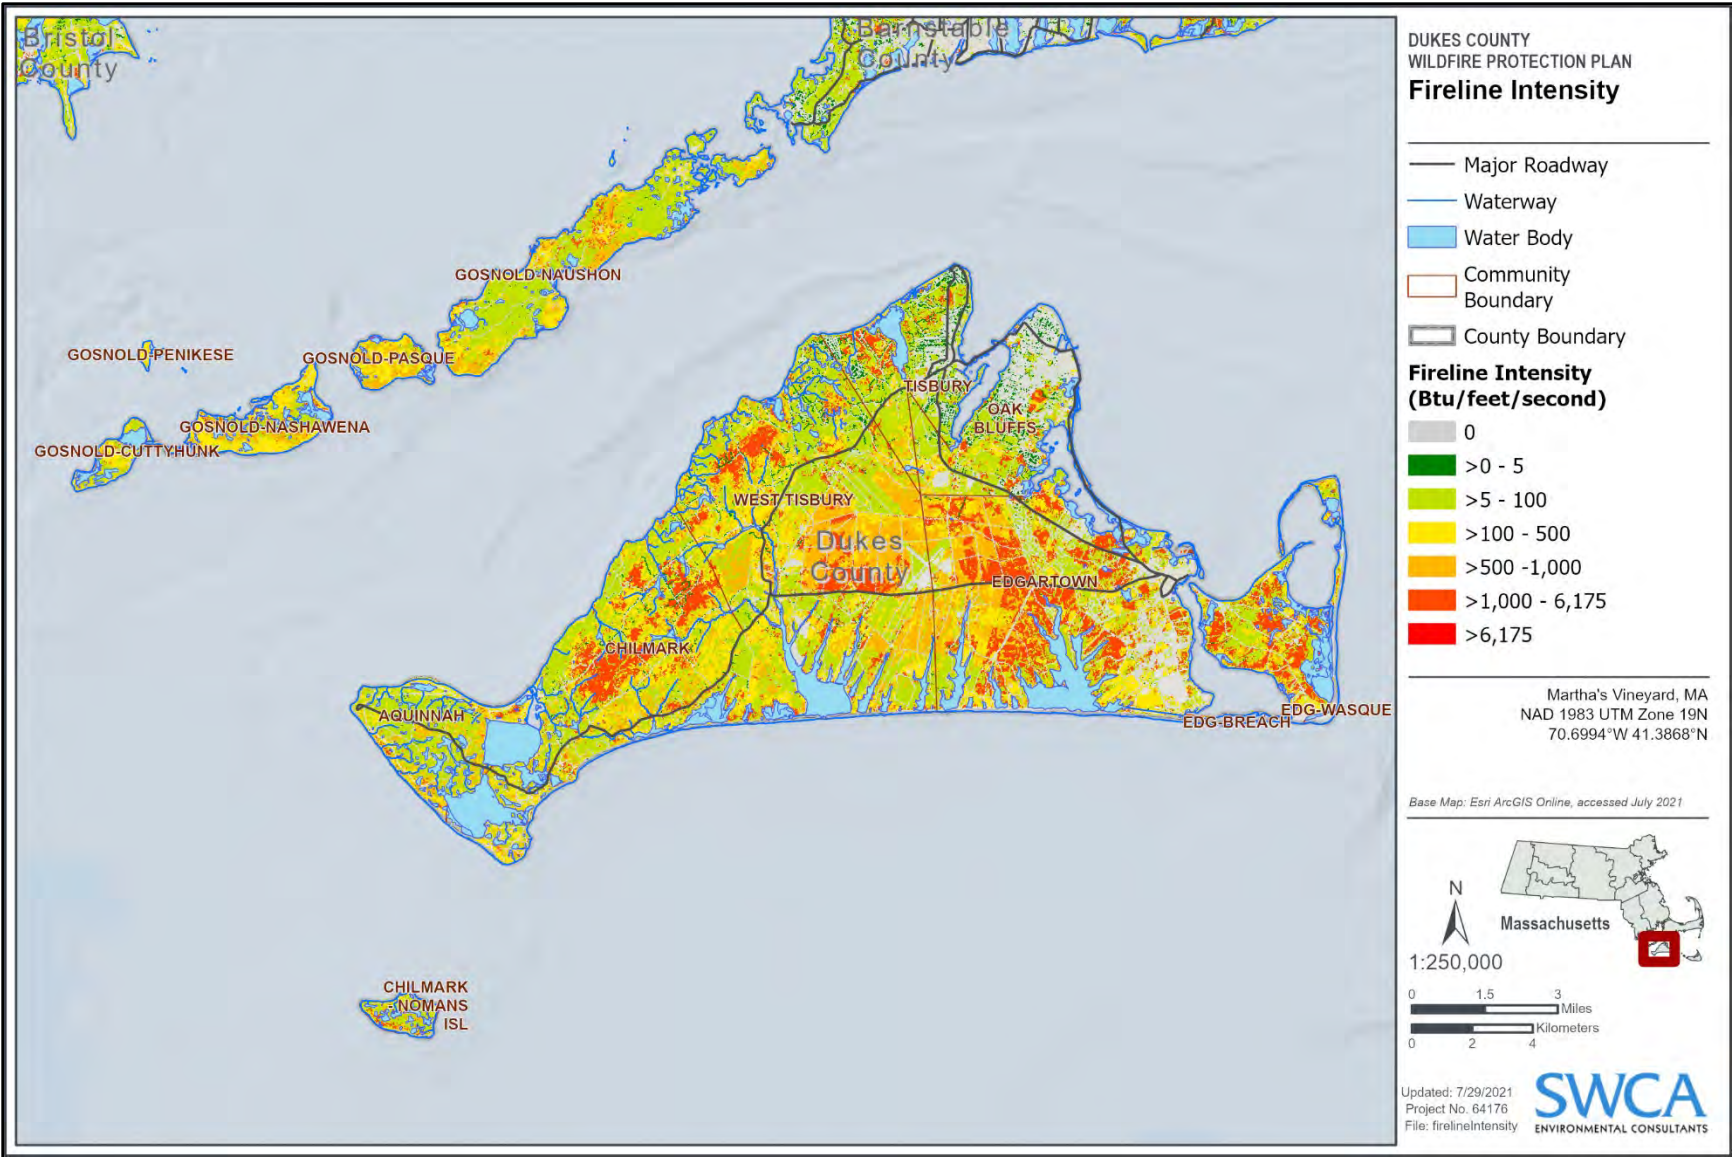 Bristol
County
Barnstable
County
GOSNOLD-NAUSHON
GOSNOLD-PENIKESE
GOSNOLD-PASQUE
GOSNOLD-NASHAWENA
GOSNOLD-CUTTYHUNK
TISBURY
OAK
BLUFFS
WEST TISBURY
Dukes
County
EDGARTOWN
CHILMARK
AQUINNAH
EDG-WASQUE
EDG-BREACH
CHILMARK
- NOMANS
ISL
DUKES COUNTY
WILDFIRE PROTECTION PLAN
Fireline Intensity
Major Roadway
Waterway
Water Body
Community
Boundary
County Boundary
Fireline Intensity
(Btu/feet/second)
0
>0 - 5
>5 - 100
>100 - 500
>500 -1,000
>1,000 - 6,175
>6,175
Martha's Vineyard, MA
NAD 1983 UTM Zone 19N
70.6994°W 41.3868°N
Base Map: Esri ArcGIS Online, accessed July 2021
N
Massachusetts
1:250,000
0 1.5 3
Miles
Kilometers
0 2 4
Updated: 7/29/2021
Project No. 64176
File: firelineIntensity
SWCA
ENVIRONMENTAL CONSULTANTS